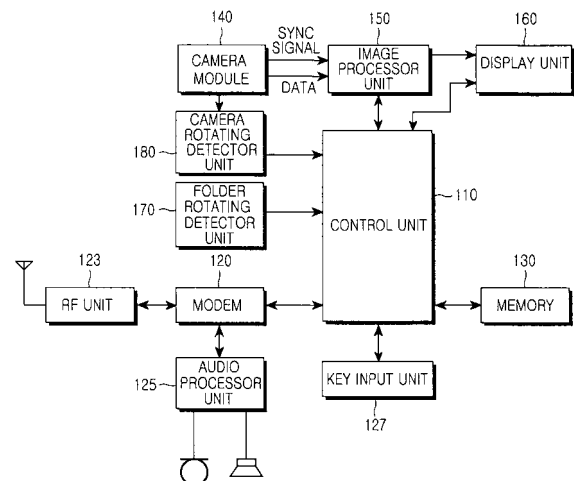 140
SYNC
SIGNAL
150
160
CAMERA
MODULE
DATA
IMAGE
PROCESSOR
UNIT
DISPLAY UNIT
CAMERA
ROTATING
DETECTOR
UNIT
180
FOLDER
ROTATING
DETECTOR
UNIT
170
CONTROL UNIT
110
123
120
130
RF UNIT
MODEM
MEMORY
AUDIO
PROCESSOR
UNIT
125
KEY INPUT UNIT
127